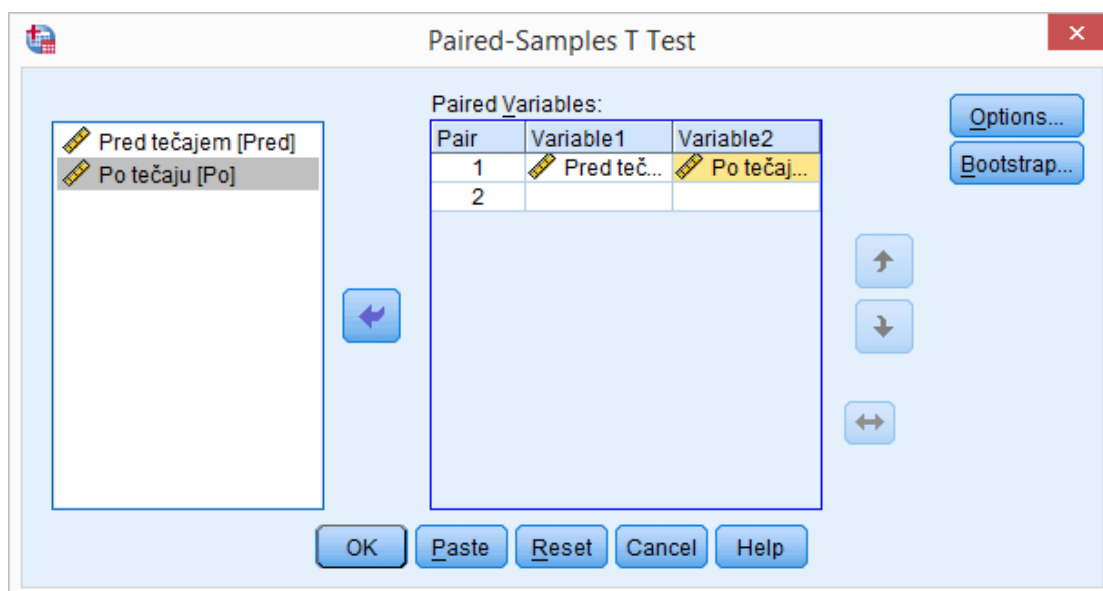 Paired-Samples T Test
Pred tečajem [Pred]
Po tečaju [Po]
Paired Variables:
Pair Variable1 Variable2
1 Pred teč... Po tečaj...
2
Options...
Bootstrap...
OK Paste Reset Cancel Help